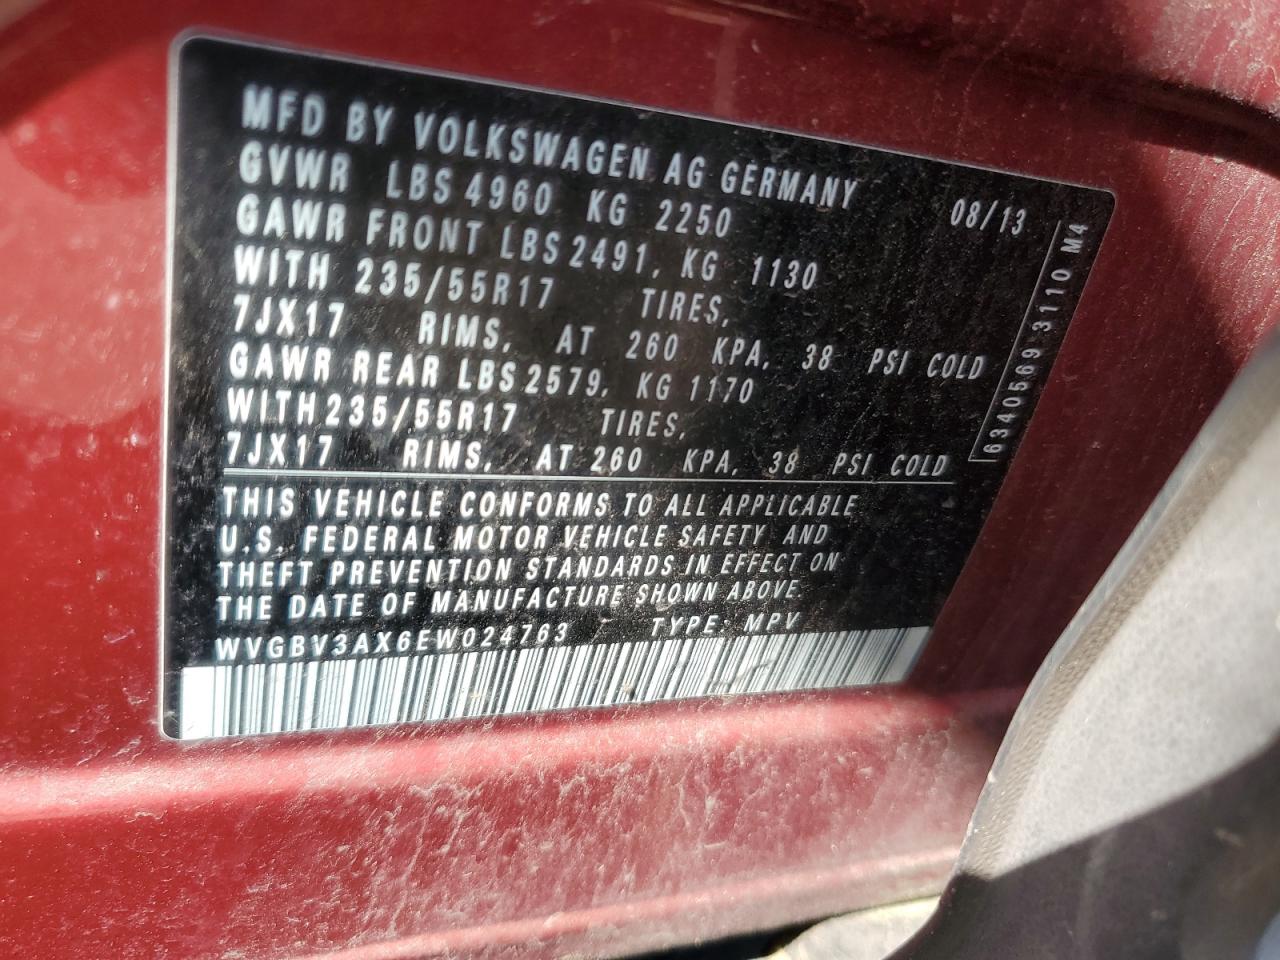 MFD BY VOLKSWAGEN AG GERMANY 08/13
GVWR LBS 4960 KG 2250
GAWR FRONT LBS 2491, KG 1130
WITH 235/55R17 TIRES,
7JX17 RIMS, AT 260 KPA, 38 PSI COLD
GAWR REAR LBS 2579, KG 1170
WITH 235/55R17 TIRES,
7JX17 RIMS, AT 260 KPA, 38 PSI COLD
THIS VEHICLE CONFORMS TO ALL APPLICABLE
U.S. FEDERAL MOTOR VEHICLE SAFETY AND
THEFT PREVENTION STANDARDS IN EFFECT ON
THE DATE OF MANUFACTURE SHOWN ABOVE.
WVGBV3AX6EW024763 TYPE: MPV
6340569 3110 M4